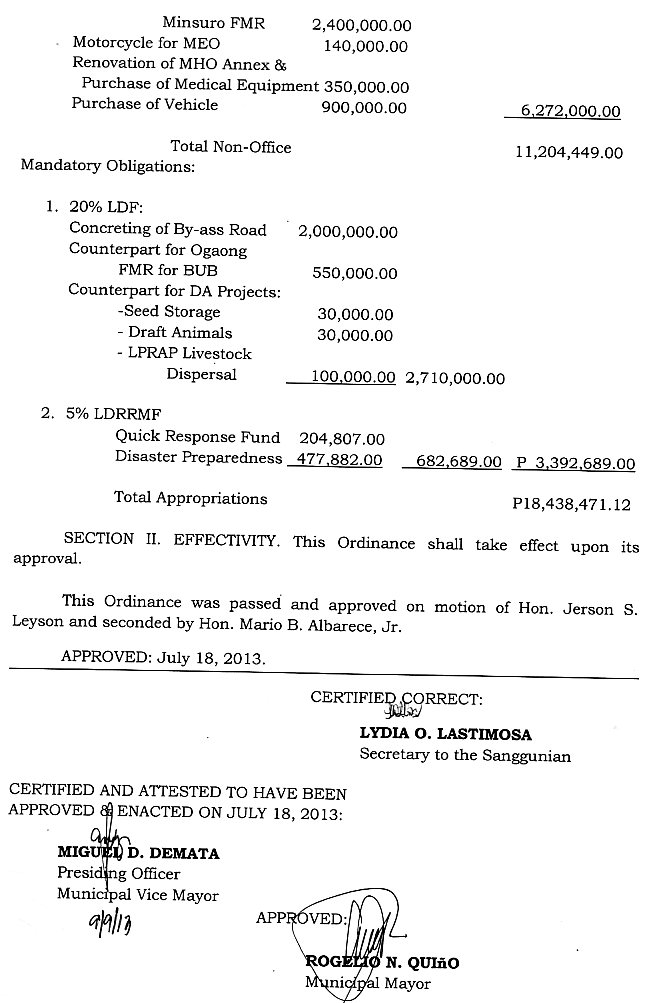 Minsuro FMR 2,400,000.00
Motorcycle for MEO 140,000.00
Renovation of MHO Annex &
Purchase of Medical Equipment 350,000.00
Purchase of Vehicle 900,000.00 6,272,000.00
Total Non-Office 11,204,449.00
Mandatory Obligations:
1. 20% LDF:
Concreting of By-ass Road 2,000,000.00
Counterpart for Ogaong
FMR for BUB 550,000.00
Counterpart for DA Projects:
-Seed Storage 30,000.00
- Draft Animals 30,000.00
- LPRAP Livestock
Dispersal 100,000.00 2,710,000.00
2. 5% LDRRMF
Quick Response Fund 204,807.00
Disaster Preparedness 477,882.00 682,689.00 P 3,392,689.00
Total Appropriations P18,438,471.12
SECTION II. EFFECTIVITY. This Ordinance shall take effect upon its
approval.
This Ordinance was passed and approved on motion of Hon. Jerson S.
Leyson and seconded by Hon. Mario B. Albarece, Jr.
APPROVED: July 18, 2013.
CERTIFIED CORRECT:
LYDIA O. LASTIMOSA
Secretary to the Sanggunian
CERTIFIED AND ATTESTED TO HAVE BEEN
APPROVED & ENACTED ON JULY 18, 2013:
MIGUEL D. DEMATA
Presiding Officer
Municipal Vice Mayor
9/9/13
APPROVED:
ROGELIO N. QUIñO
Municipal Mayor